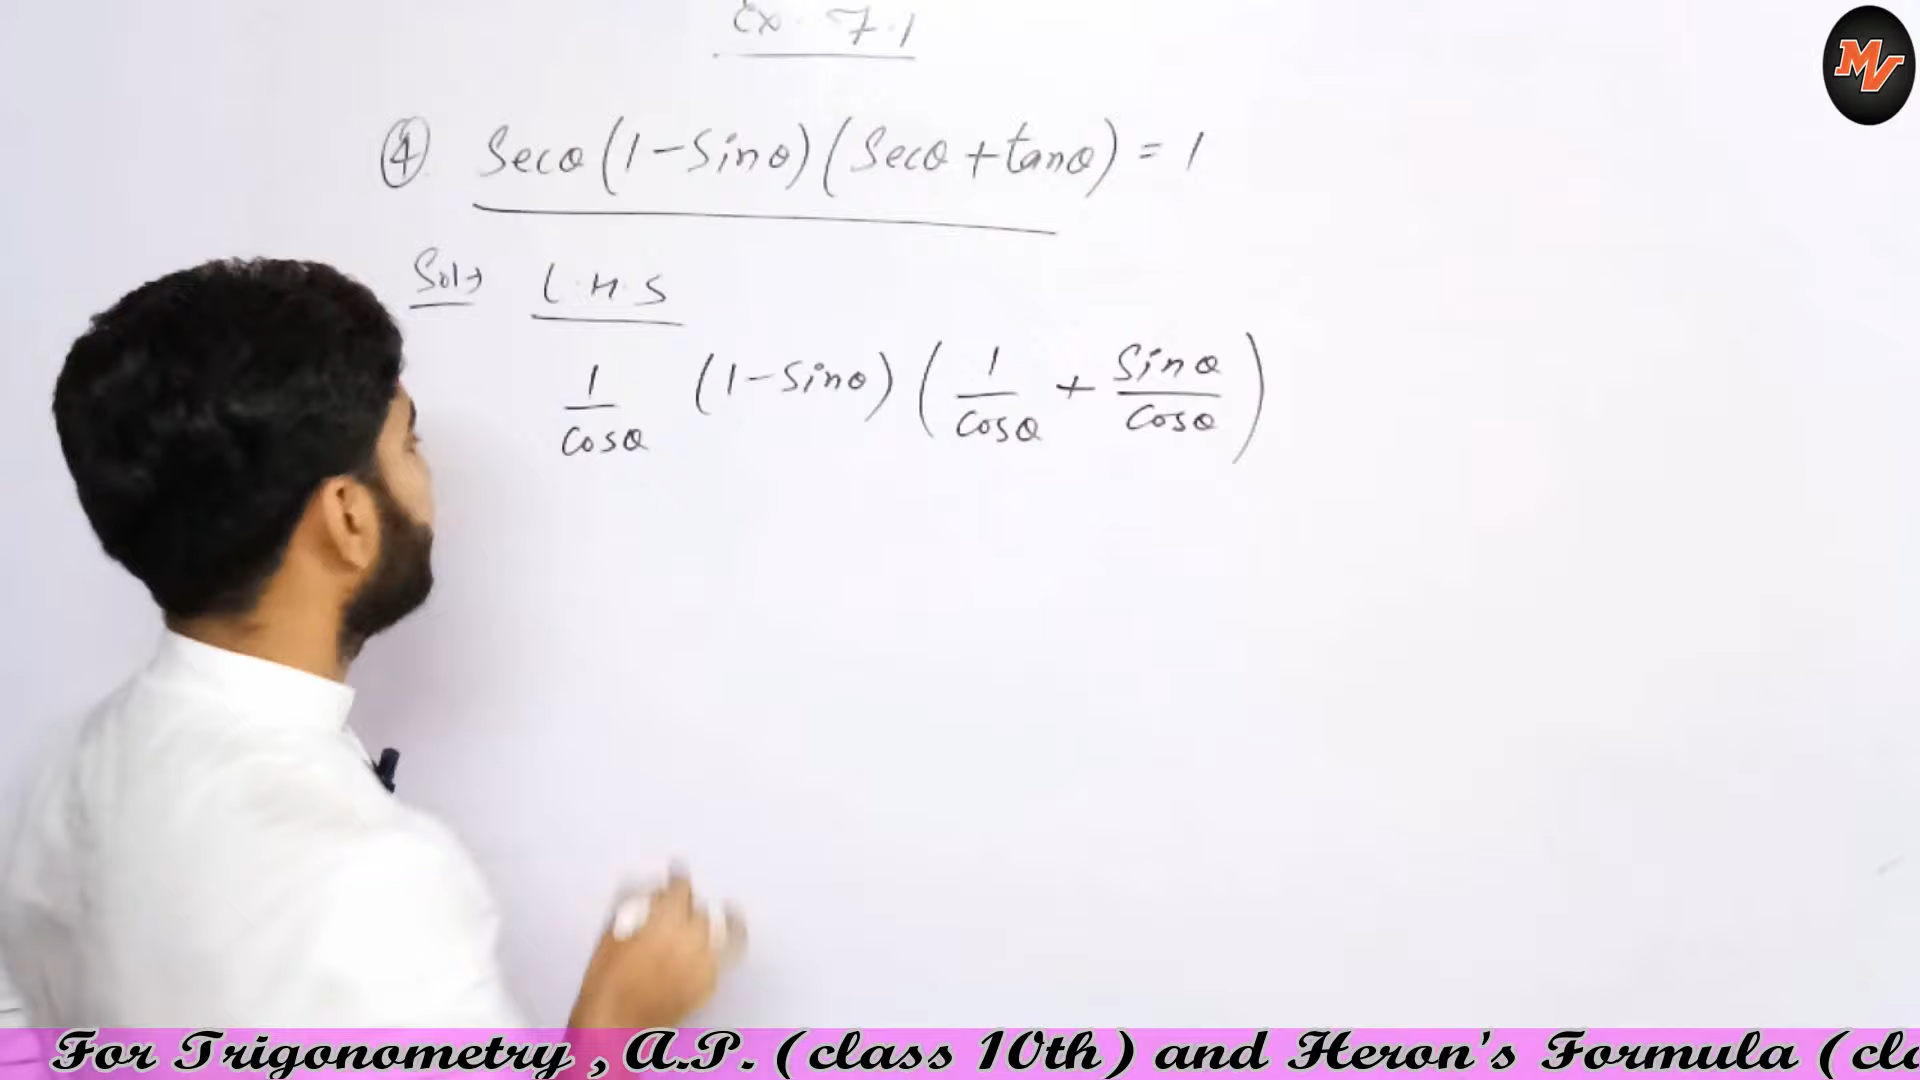 Ex. 7.1
MV
④ Secθ (1-Sinθ) (Secθ + tanθ) = 1
Sol→ L.H.S
1/Cosθ (1-Sinθ) (1/Cosθ + Sinθ/Cosθ)
For Trigonometry , A.P. (class 10th) and Heron's Formula (cla